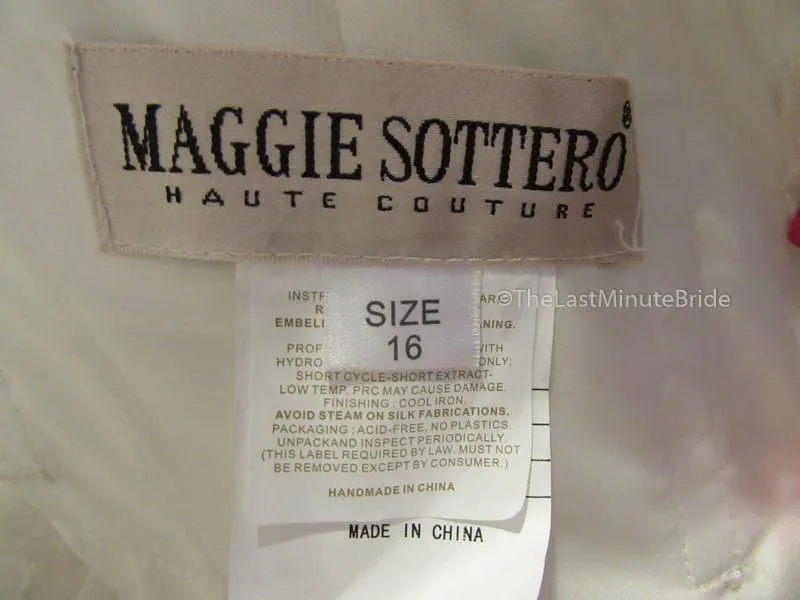 MAGGIE SOTTERO®
HAUTE COUTURE
©TheLastMinuteBride
SIZE
16
SHORT CYCLE-SHORT EXTRACT-
LOW TEMP. PRC MAY CAUSE DAMAGE.
FINISHING : COOL IRON.
AVOID STEAM ON SILK FABRICATIONS.
PACKAGING : ACID-FREE, NO PLASTICS.
UNPACKAND INSPECT PERIODICALLY.
(THIS LABEL REQUIRED BY LAW. MUST NOT
BE REMOVED EXCEPT BY CONSUMER.)
HANDMADE IN CHINA
MADE IN CHINA